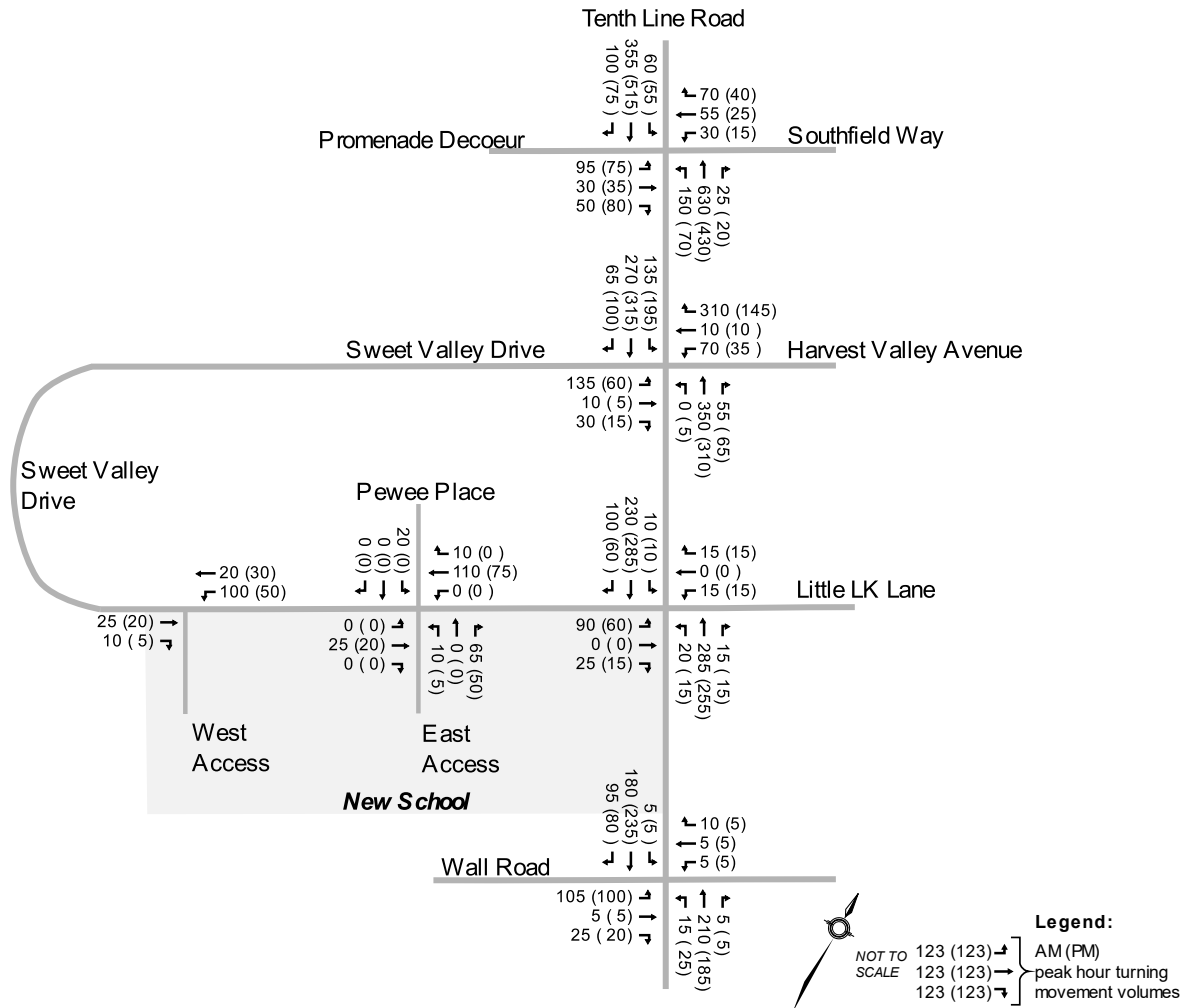 Tenth Line Road
100 (75 )
355 (515)
60 (55 )
70 (40)
55 (25)
30 (15)
Promenade Decoeur
Southfield Way
95 (75)
30 (35)
50 (80)
150 ( 70)
630 (430)
25 ( 20)
65 (100)
270 (315)
135 (195)
310 (145)
10 (10 )
70 (35 )
Sweet Valley Drive
Harvest Valley Avenue
135 (60)
10 ( 5)
30 (15)
0 ( 5)
350 (310)
55 ( 65)
Sweet Valley
Drive
Pewee Place
0 (0)
0 (0)
20 (0)
10 (0 )
110 (75)
0 (0 )
20 (30)
100 (50)
100 (60 )
230 (285)
10 (10 )
15 (15)
0 (0 )
15 (15)
Little LK Lane
25 (20)
10 ( 5)
0 ( 0)
25 (20)
0 ( 0)
10 ( 5)
0 ( 0)
65 (50)
90 (60)
0 ( 0)
25 (15)
20 ( 15)
285 (255)
15 ( 15)
West
Access
East
Access
New School
95 (80 )
180 (235)
5 (5 )
10 (5)
5 (5)
5 (5)
Wall Road
105 (100)
5 ( 5)
25 ( 20)
15 ( 25)
210 (185)
5 ( 5)
Legend:
NOT TO
SCALE
123 (123)
123 (123)
123 (123)
AM (PM)
peak hour turning
movement volumes